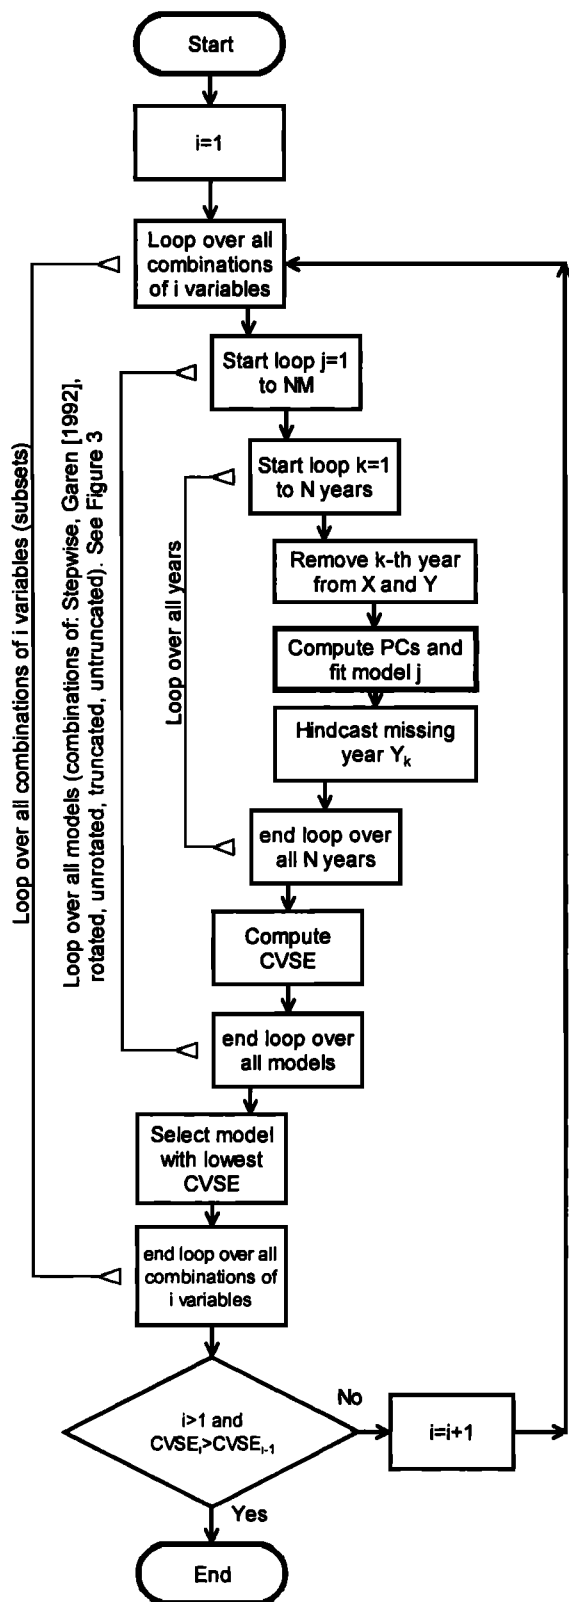 Start
i=1
Loop over all
combinations
of i variables
Start loop j=1
to NM
Start loop k=1
to N years
Remove k-th year
from X and Y
Compute PCs and
fit model j
Hindcast missing
year Yk
end loop over
all N years
Compute
CVSE
end loop over
all models
Select model
with lowest
CVSE
end loop over all
combinations of
i variables
i>1 and
CVSEi>CVSEi-1
No
i=i+1
Yes
End
Loop over all combinations of i variables (subsets)
Loop over all models (combinations of: Stepwise, Garen [1992],
rotated, unrotated, truncated, untruncated). See Figure 3
Loop over all years